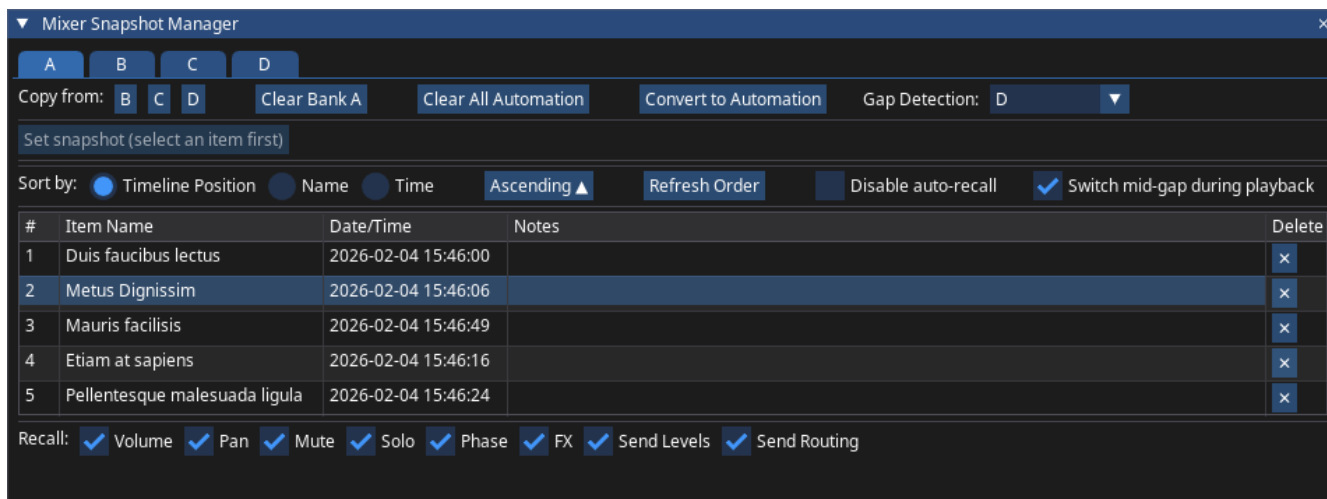 ▼ Mixer Snapshot Manager ×
A B C D
Copy from: B C D Clear Bank A Clear All Automation Convert to Automation Gap Detection: D ▼
Set snapshot (select an item first)
Sort by: Timeline Position Name Time Ascending ▲ Refresh Order Disable auto-recall Switch mid-gap during playback
# Item Name Date/Time Notes Delete
1 Duis faucibus lectus 2026-02-04 15:46:00 ×
2 Metus Dignissim 2026-02-04 15:46:06 ×
3 Mauris facilisis 2026-02-04 15:46:49 ×
4 Etiam at sapiens 2026-02-04 15:46:16 ×
5 Pellentesque malesuada ligula 2026-02-04 15:46:24 ×
Recall: Volume Pan Mute Solo Phase FX Send Levels Send Routing